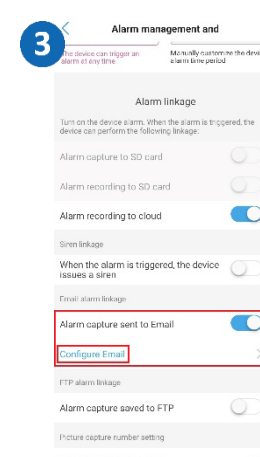 3
Alarm management and
The device can trigger an
alarm at any time
Manually customize the devi
alarm time period
Alarm linkage
Turn on the device alarm. When the alarm is triggered, the
device can perform the following linkage:
Alarm capture to SD card
Alarm recording to SD card
Alarm recording to cloud
Siren linkage
When the alarm is triggered, the device
issues a siren
Email alarm linkage
Alarm capture sent to Email
Configure Email
FTP alarm linkage
Alarm capture saved to FTP
Picture capture number setting